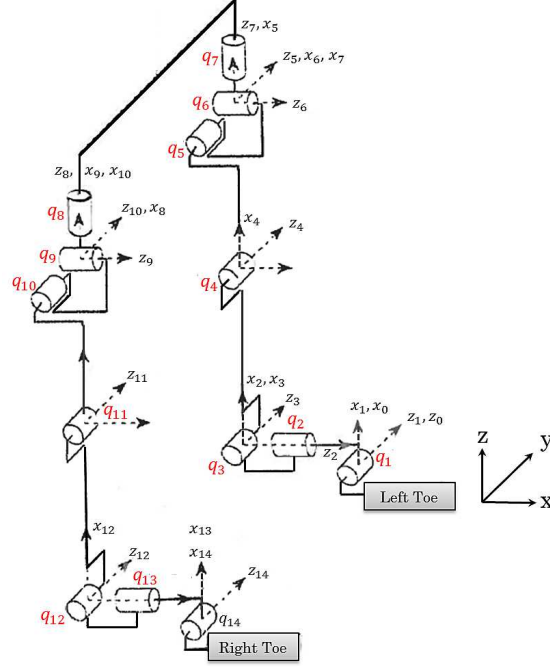 z₇, x₅
q₇
z₅, x₆, x₇
q₆
z₆
q₅
z₈, x₉, x₁₀
q₈
z₁₀, x₈
x₄
z₄
q₉
z₉
q₄
q₁₀
z₁₁
x₂, x₃
q₁₁
z₃
x₁, x₀
q₂
z₁, z₀
z
y
q₃
z₂
q₁
x
Left Toe
x₁₂
x₁₃
z₁₂
x₁₄
q₁₃
z₁₄
q₁₂
q₁₄
Right Toe